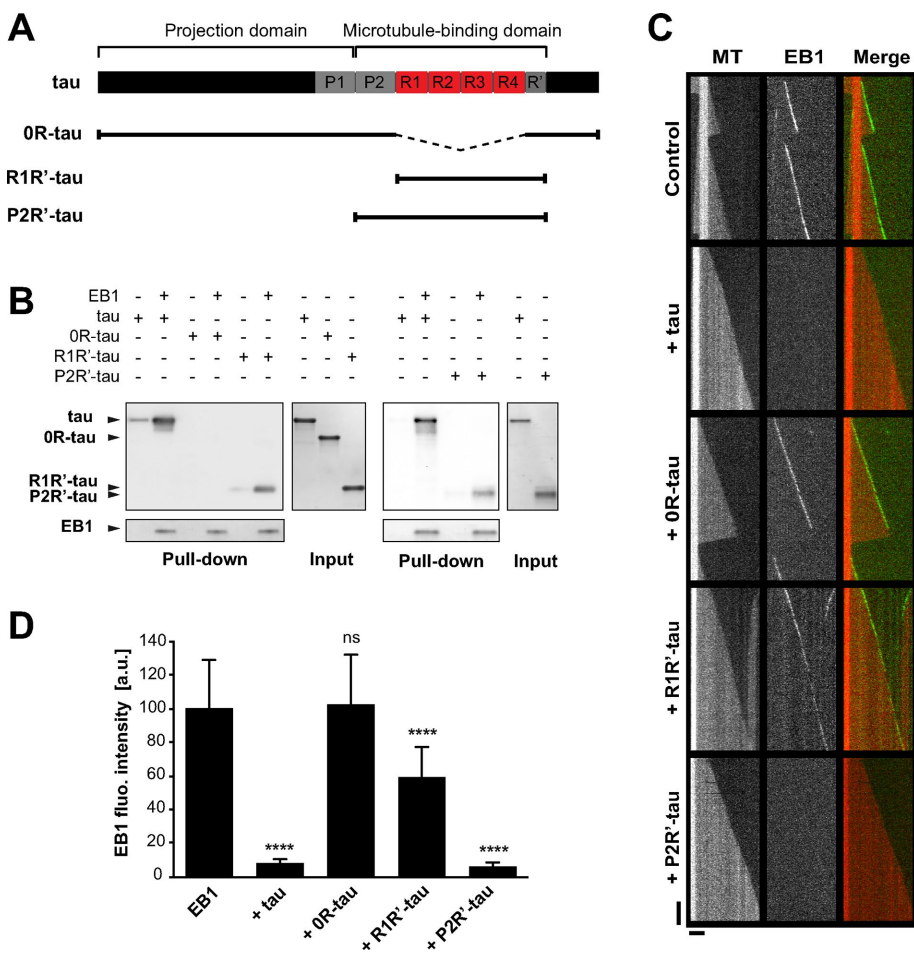 A
Projection domain
Microtubule-binding domain
tau
P1 P2 R1 R2 R3 R4 R'
0R-tau
R1R'-tau
P2R'-tau
B
EB1 - + - + - + - - - - + - + - -
tau + + - - - - + - - + + - - + -
0R-tau - - + + - - - + - - - - - - -
R1R'-tau - - - - + + - - + - - - - - -
P2R'-tau - - - - - - - - - - - + + - +
tau
0R-tau
R1R'-tau
P2R'-tau
EB1
Pull-down Input Pull-down Input
C
MT EB1 Merge
Control
+ tau
+ 0R-tau
+ R1R'-tau
+ P2R'-tau
D
EB1 fluo. intensity [a.u.]
140
120
100
80
60
40
20
0
****
ns
****
****
EB1
+ tau
+ 0R-tau
+ R1R'-tau
+ P2R'-tau